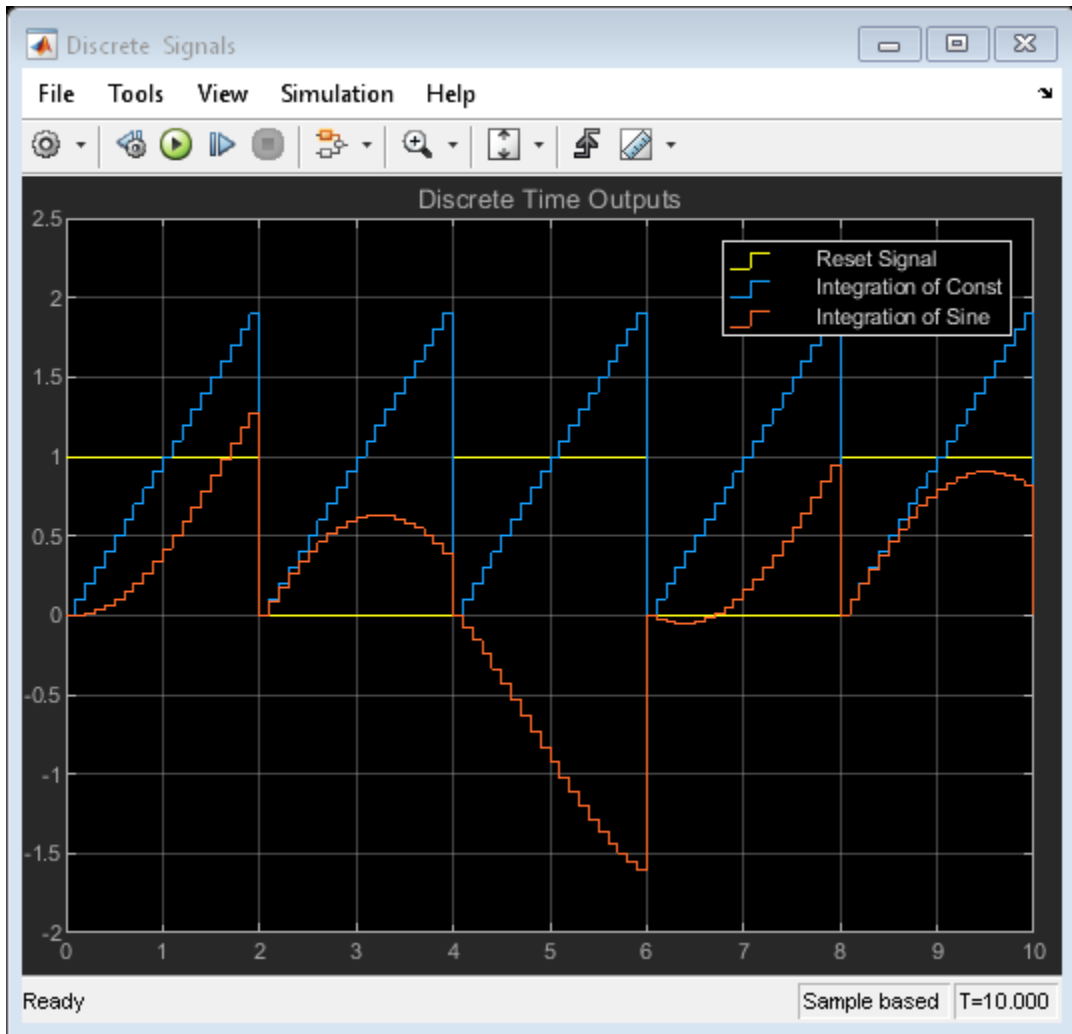 Discrete Signals
File Tools View Simulation Help
Discrete Time Outputs
2.5
2
1.5
1
0.5
0
-0.5
-1
-1.5
-2
Reset Signal
Integration of Const
Integration of Sine
0 1 2 3 4 5 6 7 8 9 10
Ready Sample based T=10.000